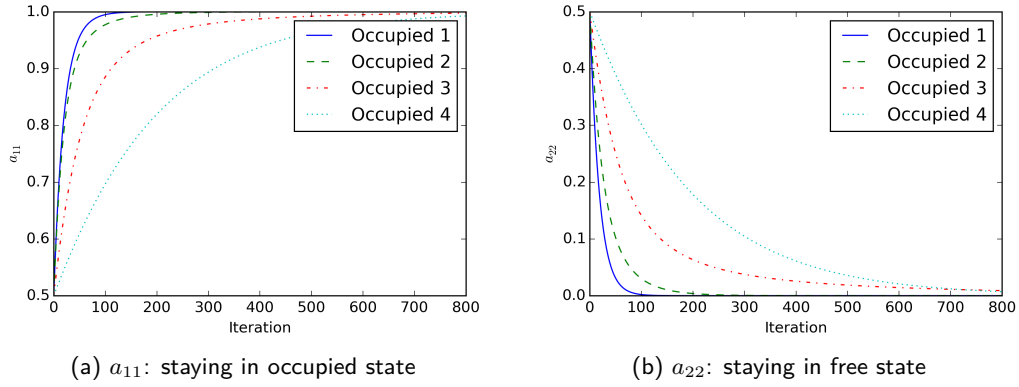 1.0
0.9
0.8
0.7
0.6
0.5
a₁₁
0 100 200 300 400 500 600 700 800
Iteration
Occupied 1
Occupied 2
Occupied 3
Occupied 4
(a) a₁₁: staying in occupied state
0.5
0.4
0.3
0.2
0.1
0.0
a₂₂
0 100 200 300 400 500 600 700 800
Iteration
Occupied 1
Occupied 2
Occupied 3
Occupied 4
(b) a₂₂: staying in free state